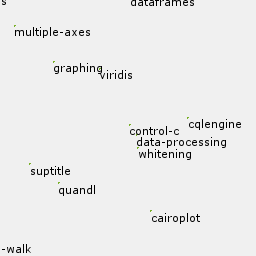 s
dataframes
multiple-axes
graphing
viridis
cqlengine
control-c
data-processing
whitening
suptitle
quandl
cairoplot
-walk